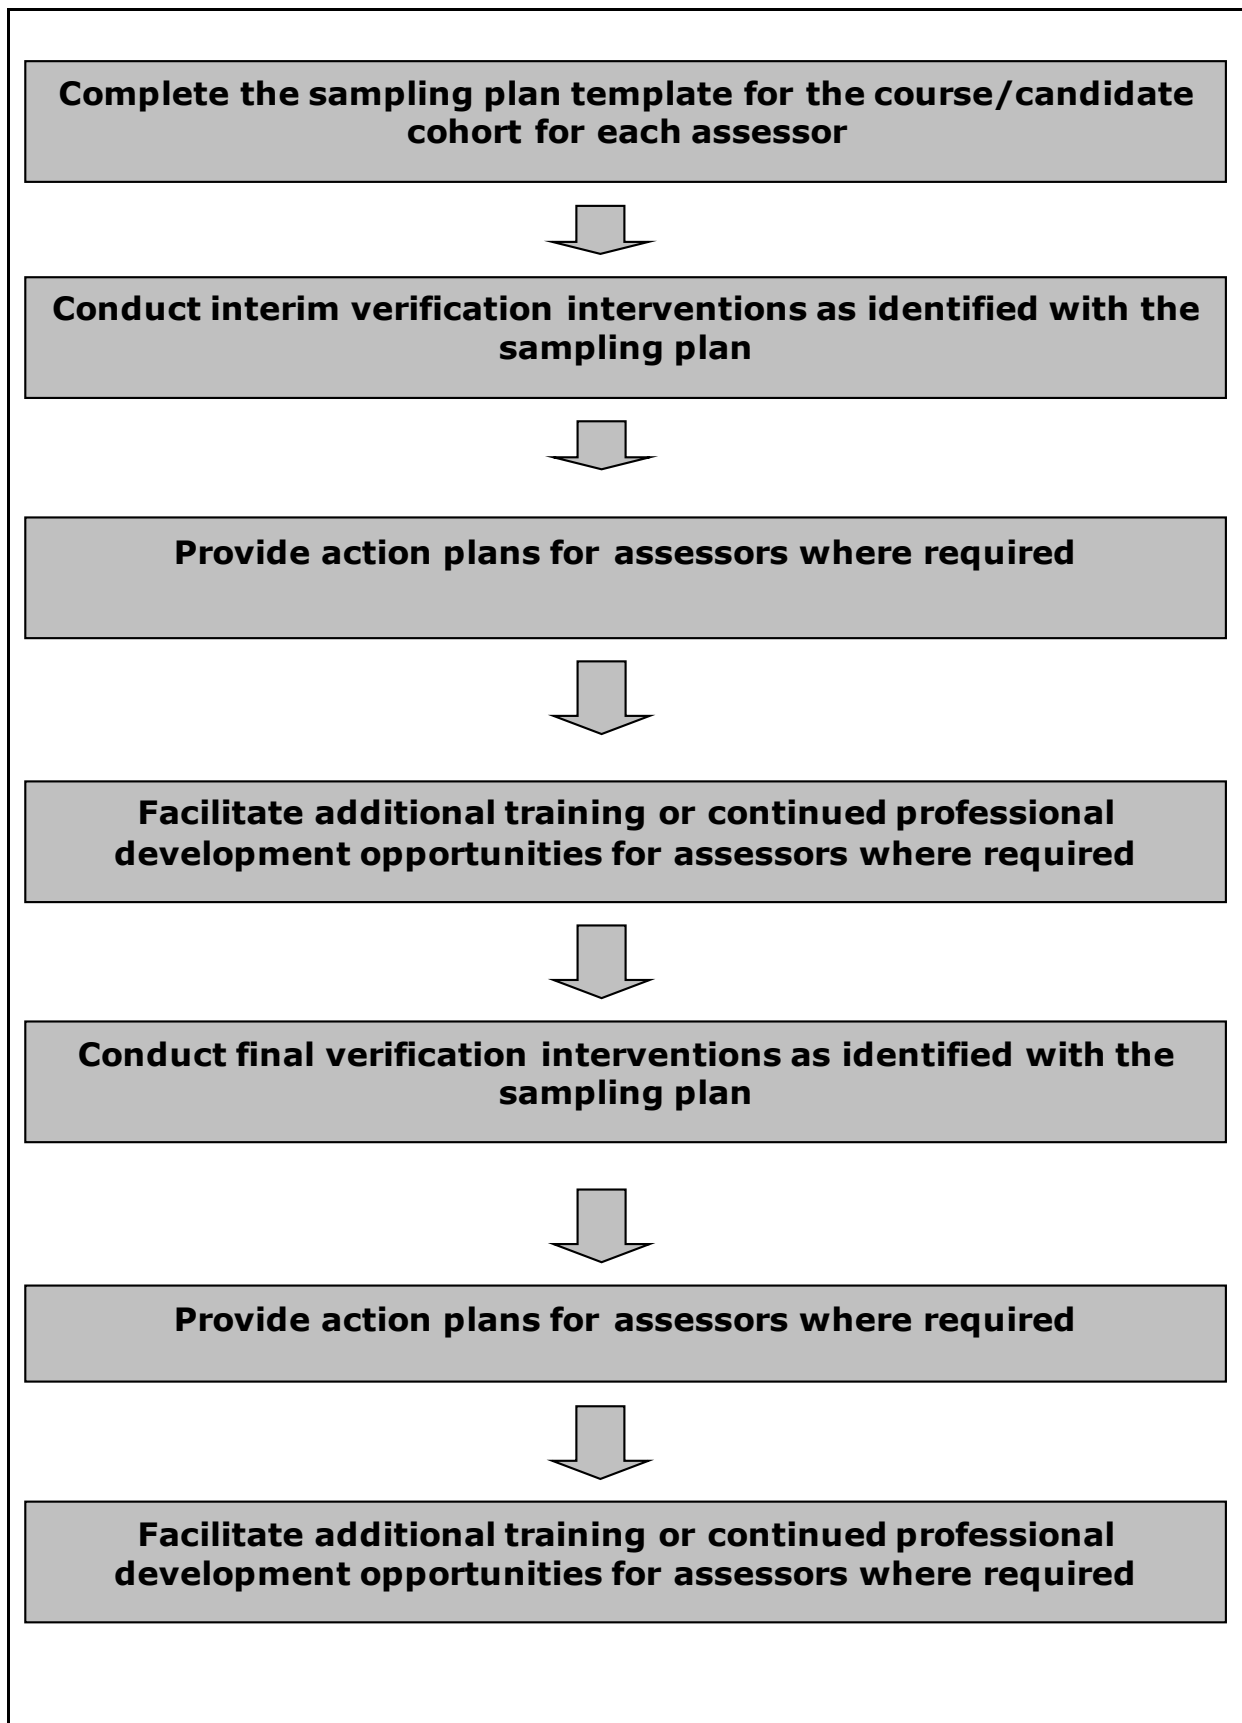 Complete the sampling plan template for the course/candidate
cohort for each assessor
Conduct interim verification interventions as identified with the
sampling plan
Provide action plans for assessors where required
Facilitate additional training or continued professional
development opportunities for assessors where required
Conduct final verification interventions as identified with the
sampling plan
Provide action plans for assessors where required
Facilitate additional training or continued professional
development opportunities for assessors where required